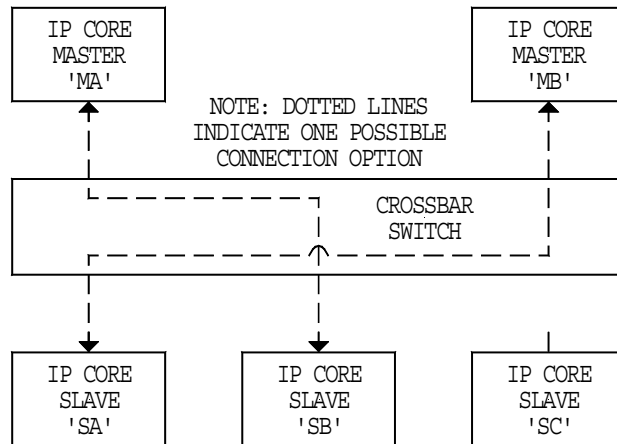 IP CORE
MASTER
'MA'
IP CORE
MASTER
'MB'
NOTE: DOTTED LINES
INDICATE ONE POSSIBLE
CONNECTION OPTION
CROSSBAR
SWITCH
IP CORE
SLAVE
'SA'
IP CORE
SLAVE
'SB'
IP CORE
SLAVE
'SC'